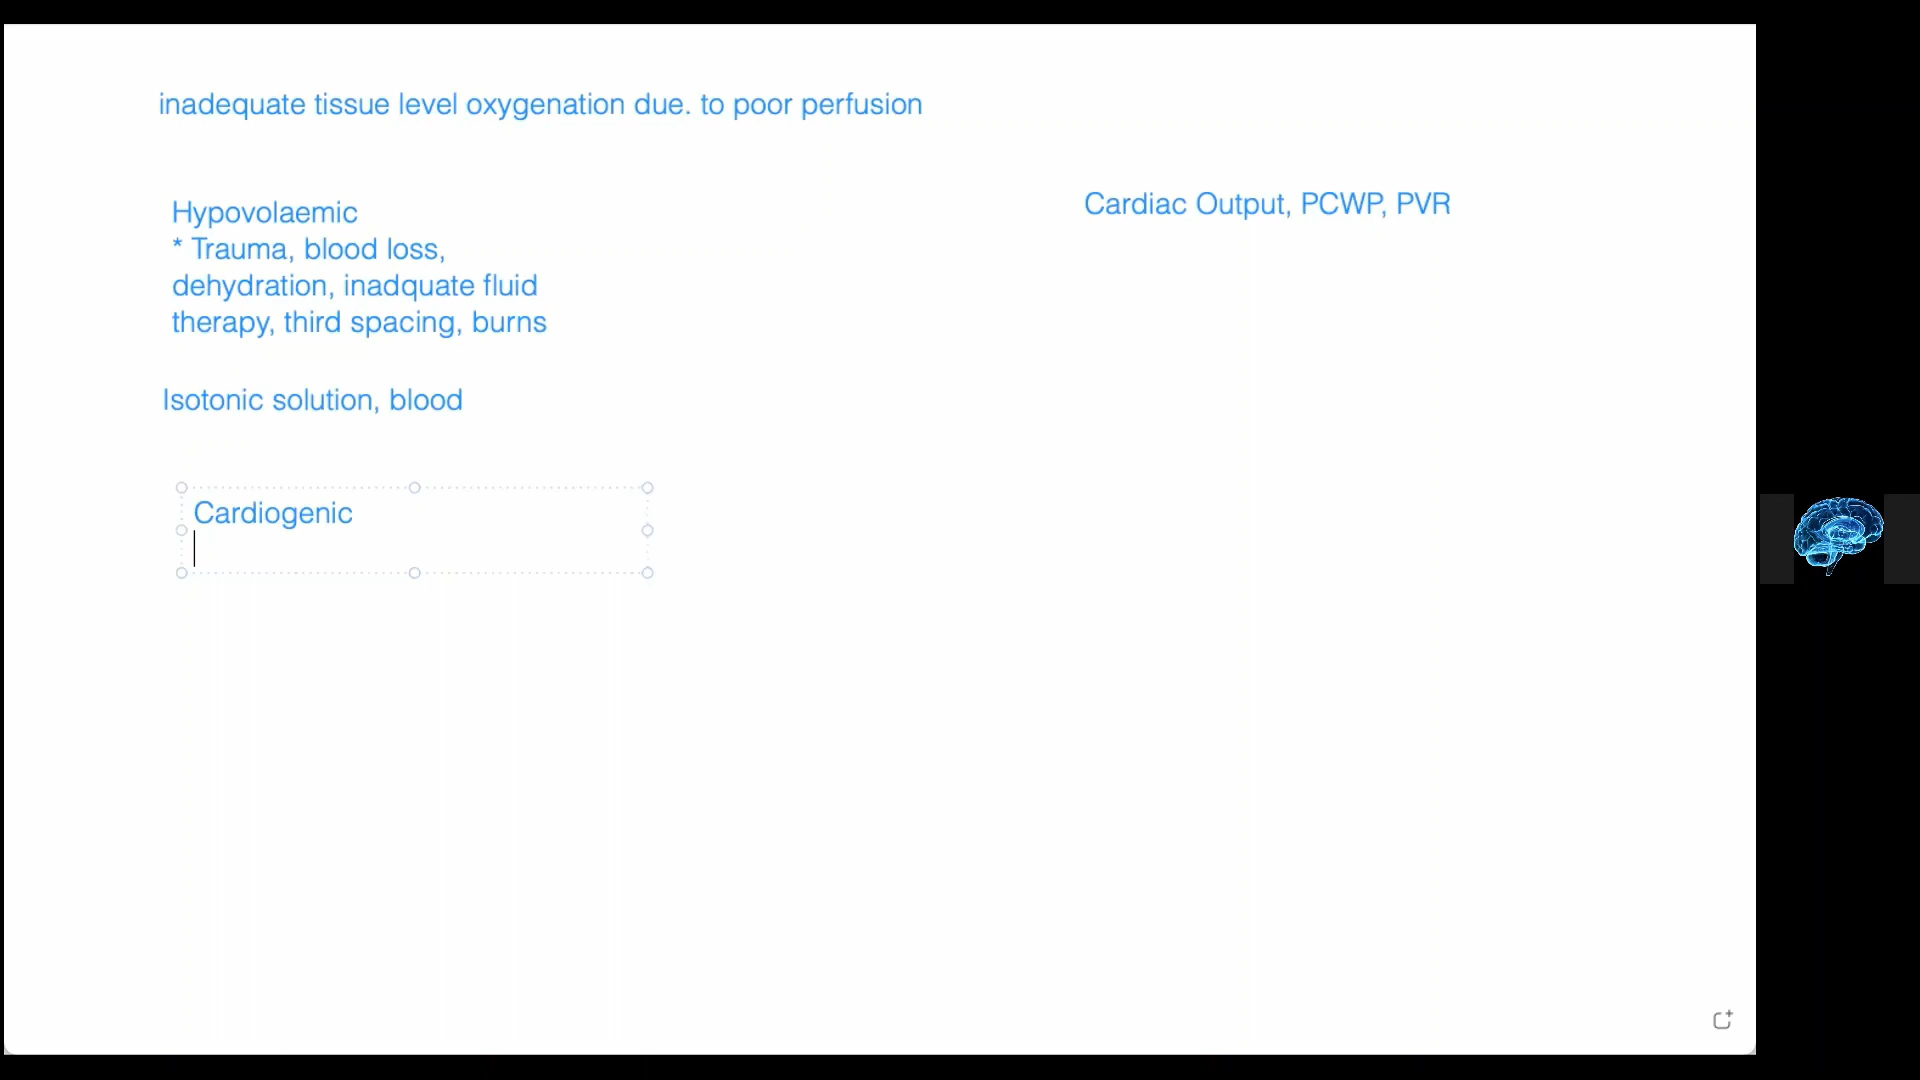 inadequate tissue level oxygenation due. to poor perfusion
Hypovolaemic
* Trauma, blood loss,
dehydration, inadquate fluid
therapy, third spacing, burns
Isotonic solution, blood
Cardiogenic
Cardiac Output, PCWP, PVR